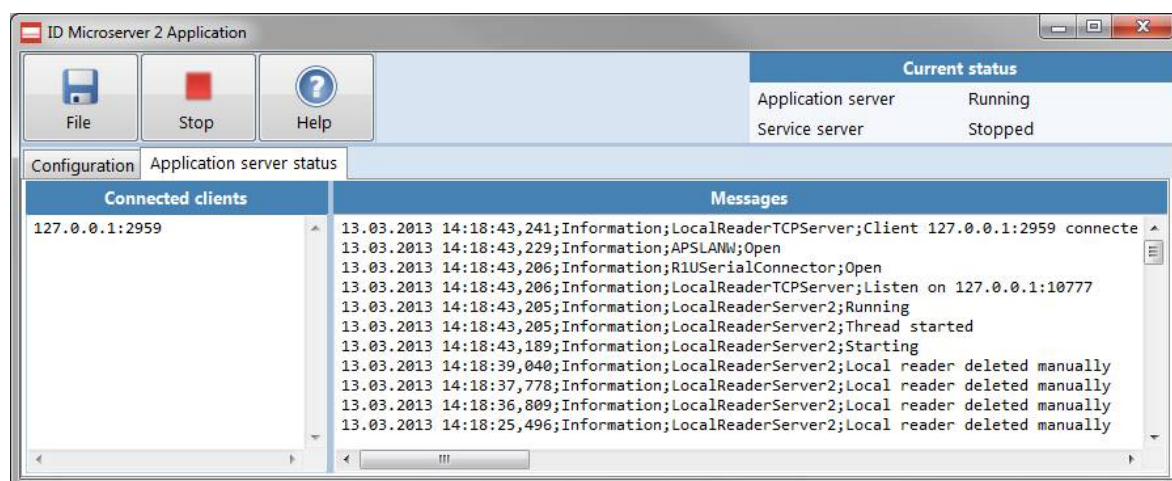 ID Microserver 2 Application
File
Stop
Help
Current status
Application server Running
Service server Stopped
Configuration
Application server status
Connected clients
127.0.0.1:2959
Messages
13.03.2013 14:18:43,241;Information;LocalReaderTCPServer;Client 127.0.0.1:2959 connecte
13.03.2013 14:18:43,229;Information;APSLANW;Open
13.03.2013 14:18:43,206;Information;R1USerialConnector;Open
13.03.2013 14:18:43,206;Information;LocalReaderTCPServer;Listen on 127.0.0.1:10777
13.03.2013 14:18:43,205;Information;LocalReaderServer2;Running
13.03.2013 14:18:43,205;Information;LocalReaderServer2;Thread started
13.03.2013 14:18:43,189;Information;LocalReaderServer2;Starting
13.03.2013 14:18:39,040;Information;LocalReaderServer2;Local reader deleted manually
13.03.2013 14:18:37,778;Information;LocalReaderServer2;Local reader deleted manually
13.03.2013 14:18:36,809;Information;LocalReaderServer2;Local reader deleted manually
13.03.2013 14:18:25,496;Information;LocalReaderServer2;Local reader deleted manually